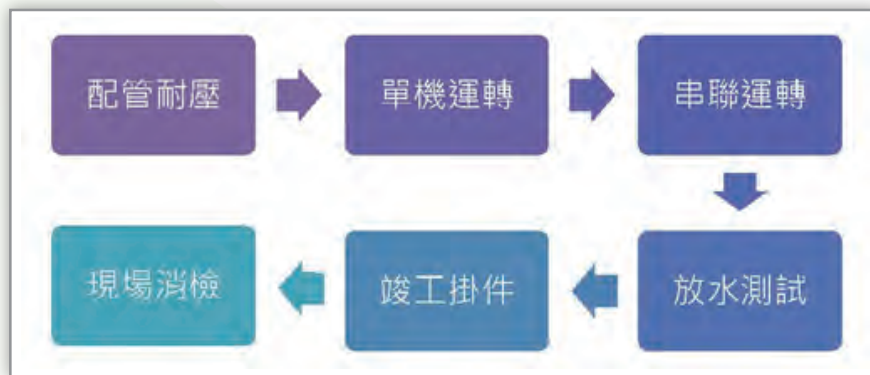 配管耐壓
單機運轉
串聯運轉
放水測試
竣工掛件
現場消檢